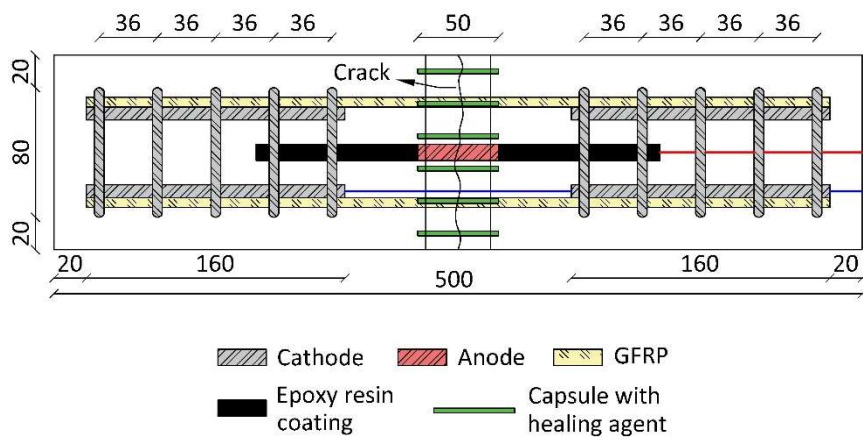 36 36 36 36 50 36 36 36 36
20
Crack
80
20
20 160 160 20
500
Cathode Anode GFRP
Epoxy resin Capsule with
coating healing agent